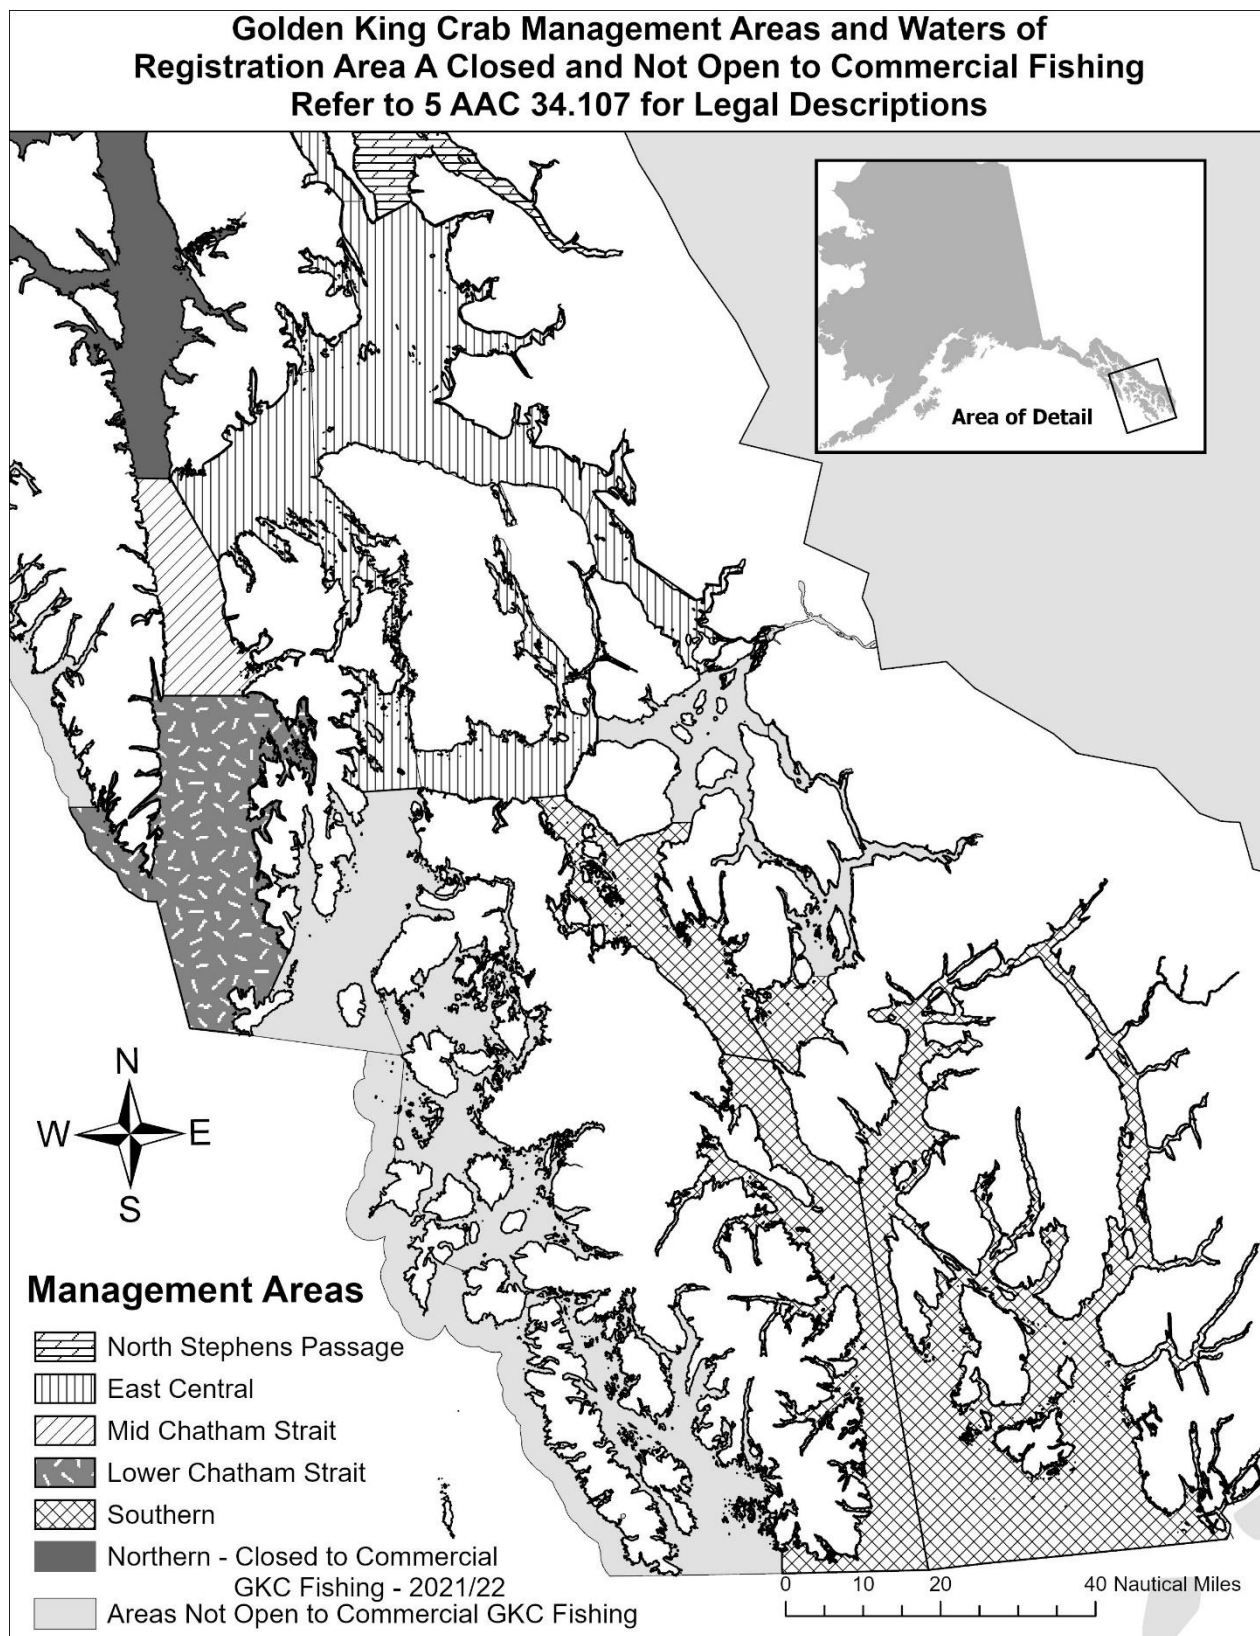 Golden King Crab Management Areas and Waters of
Registration Area A Closed and Not Open to Commercial Fishing
Refer to 5 AAC 34.107 for Legal Descriptions
Area of Detail
N
W E
S
Management Areas
North Stephens Passage
East Central
Mid Chatham Strait
Lower Chatham Strait
Southern
Northern - Closed to Commercial
GKC Fishing - 2021/22
Areas Not Open to Commercial GKC Fishing
0 10 20 40 Nautical Miles